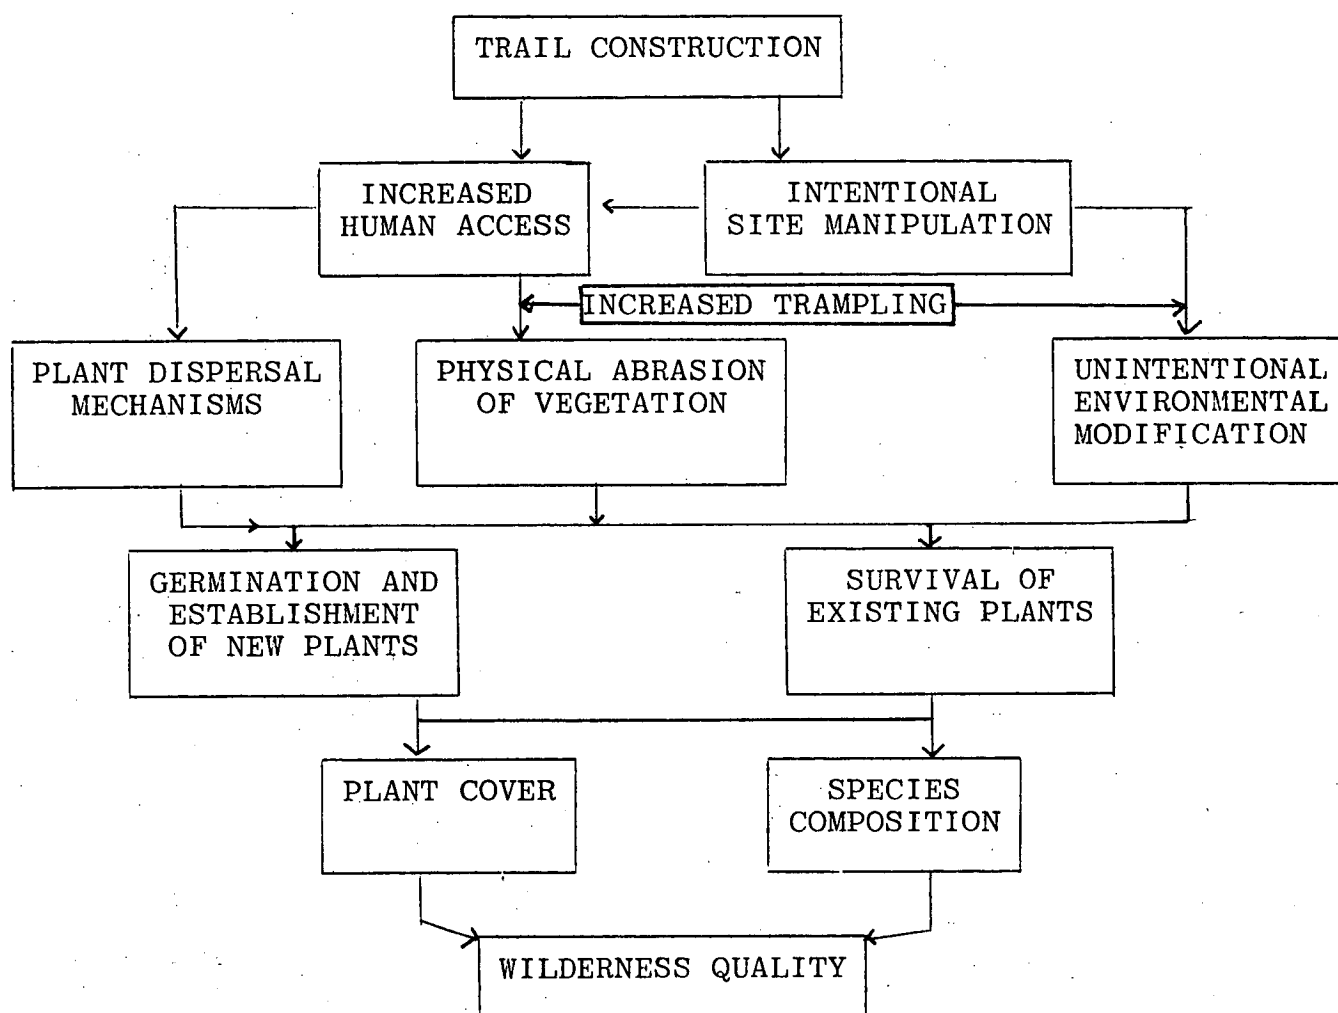 TRAIL CONSTRUCTION
INCREASED
HUMAN ACCESS
INTENTIONAL
SITE MANIPULATION
INCREASED TRAMPLING
PLANT DISPERSAL
MECHANISMS
PHYSICAL ABRASION
OF VEGETATION
UNINTENTIONAL
ENVIRONMENTAL
MODIFICATION
GERMINATION AND
ESTABLISHMENT
OF NEW PLANTS
SURVIVAL OF
EXISTING PLANTS
PLANT COVER
SPECIES
COMPOSITION
WILDERNESS QUALITY